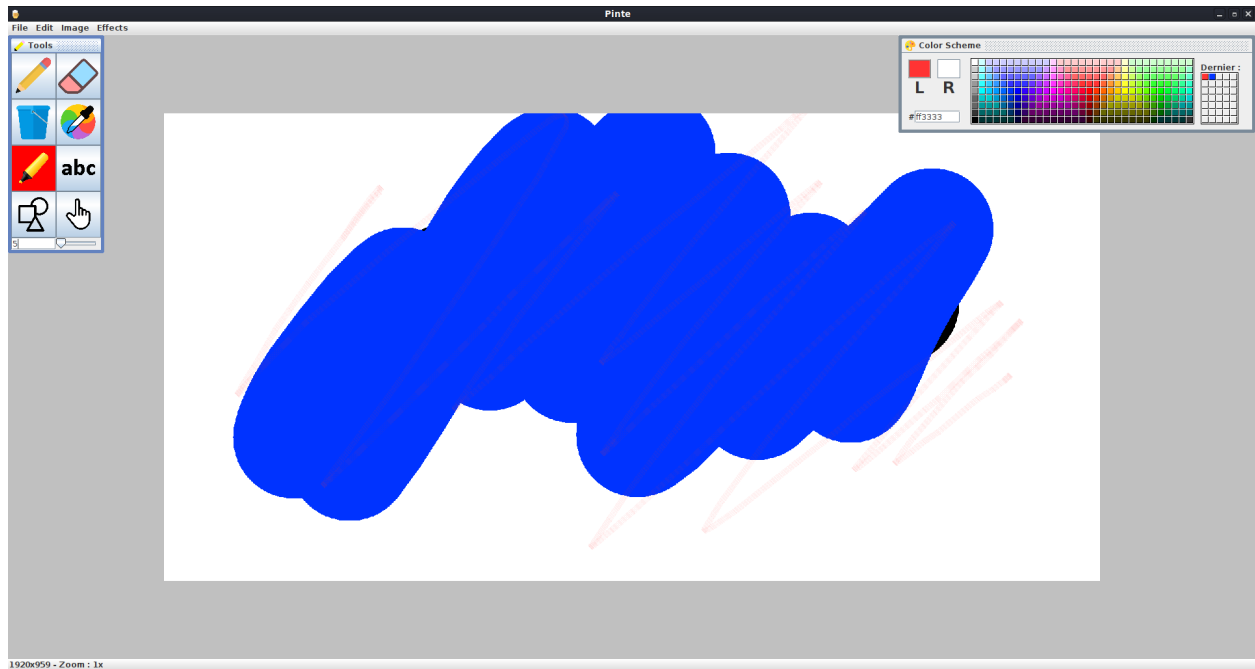 Pinte
File Edit Image Effects
Tools
abc
5
Color Scheme
L R
#ff3333
Dernier :
1920x959 - Zoom : 1x